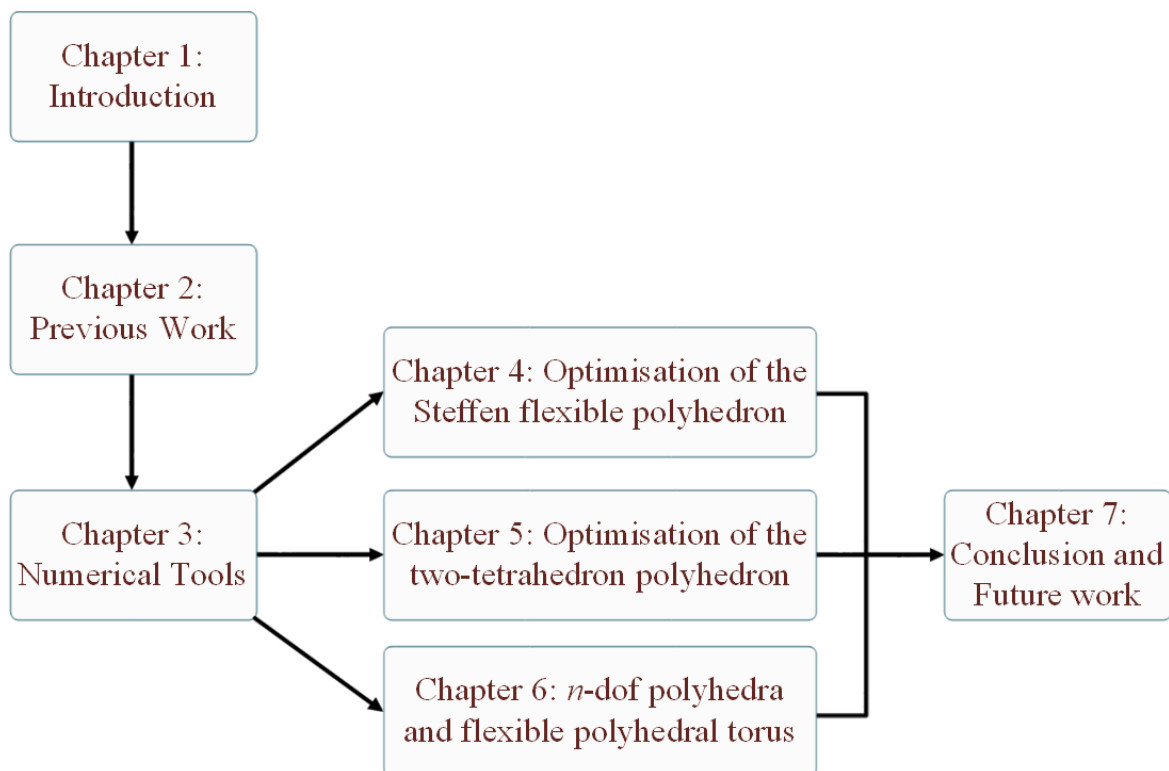 Chapter 1:
Introduction
Chapter 2:
Previous Work
Chapter 3:
Numerical Tools
Chapter 4: Optimisation of the
Steffen flexible polyhedron
Chapter 5: Optimisation of the
two-tetrahedron polyhedron
Chapter 6: n-dof polyhedra
and flexible polyhedral torus
Chapter 7:
Conclusion and
Future work